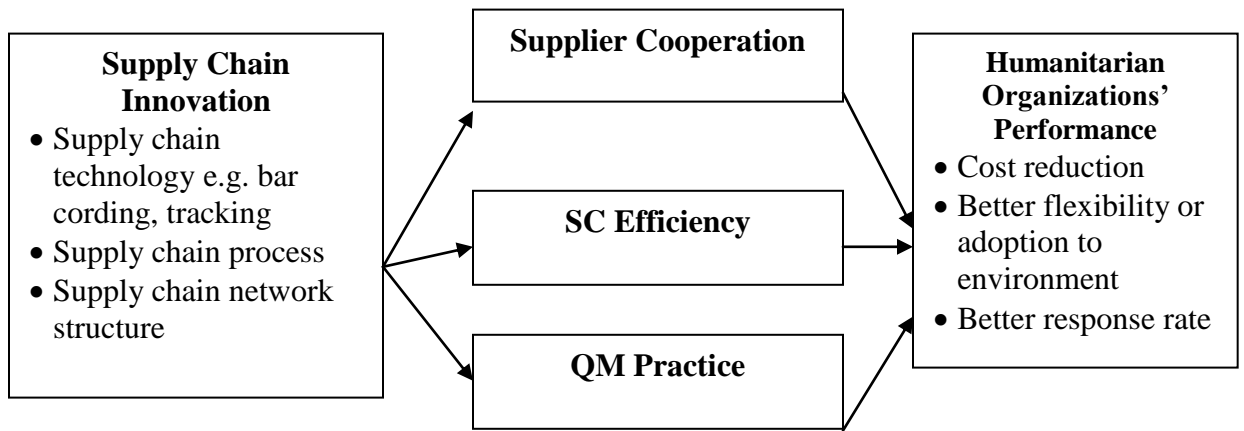 Supply Chain
Innovation
• Supply chain
technology e.g. bar
cording, tracking
• Supply chain process
• Supply chain network
structure
Supplier Cooperation
SC Efficiency
QM Practice
Humanitarian
Organizations’
Performance
• Cost reduction
• Better flexibility or
adoption to
environment
• Better response rate